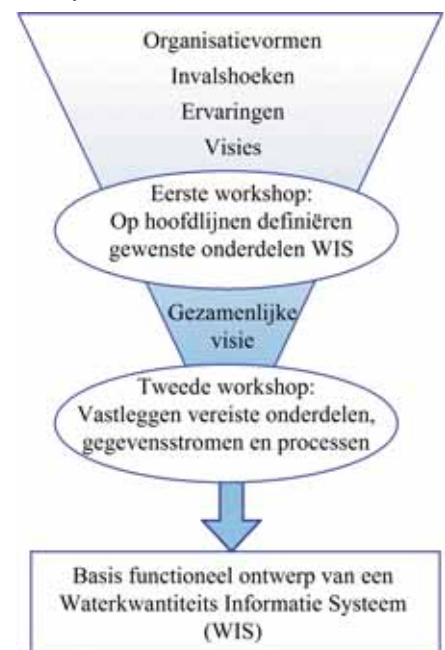 Organisatievormen
Invalshoeken
Ervaringen
Visies
Eerste workshop:
Op hoofdlijnen definiëren
gewenste onderdelen WIS
Gezamenlijke
visie
Tweede workshop:
Vastleggen vereiste onderdelen,
gegevensstromen en processen
Basis functioneel ontwerp van een
Waterkwantiteits Informatie Systeem
(WIS)